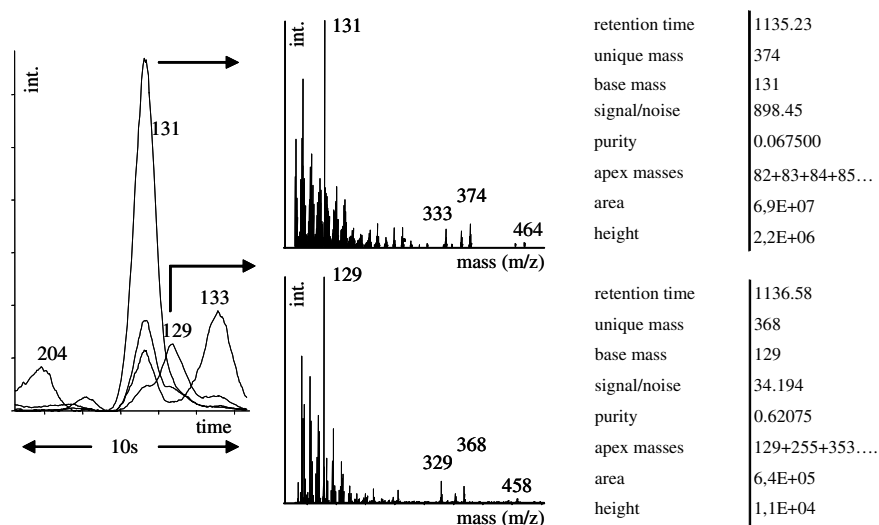 int.
131
129
133
204
time
10s
int.
131
333
374
464
mass (m/z)
int.
129
329
368
458
mass (m/z)
retention time 1135.23
unique mass 374
base mass 131
signal/noise 898.45
purity 0.067500
apex masses 82+83+84+85…
area 6,9E+07
height 2,2E+06
retention time 1136.58
unique mass 368
base mass 129
signal/noise 34.194
purity 0.62075
apex masses 129+255+353….
area 6,4E+05
height 1,1E+04